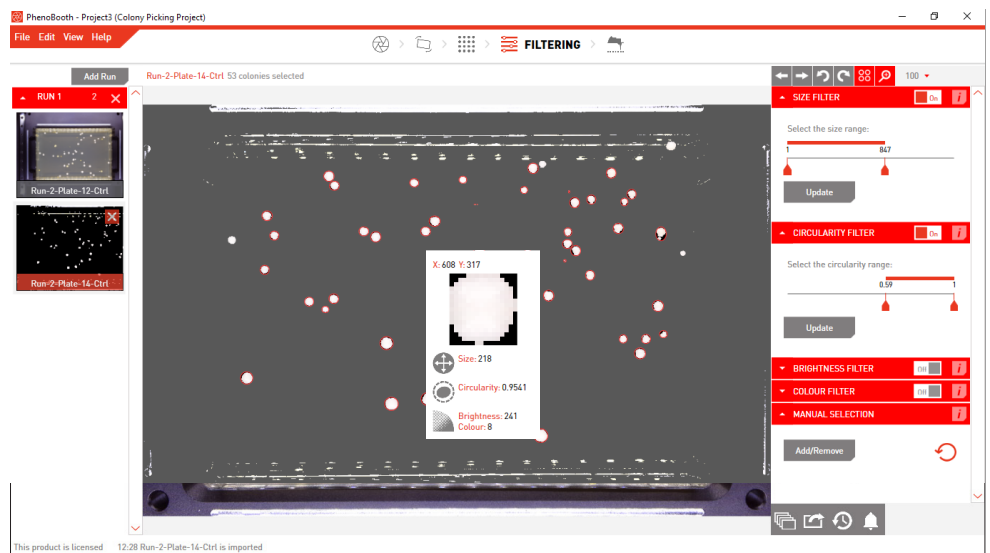 PhenoBooth - Project3 (Colony Picking Project)
File Edit View Help
FILTERING
Add Run
Run-2-Plate-14-Ctrl 53 colonies selected
100
RUN 1 2
Run-2-Plate-12-Ctrl
Run-2-Plate-14-Ctrl
X: 608 Y: 317
Size: 218
Circularity: 0.9541
Brightness: 241
Colour: 8
SIZE FILTER On i
Select the size range:
1 847
Update
CIRCULARITY FILTER On i
Select the circularity range:
0.59 1
Update
BRIGHTNESS FILTER Off i
COLOUR FILTER Off i
MANUAL SELECTION i
Add/Remove
This product is licensed 12:28 Run-2-Plate-14-Ctrl is imported